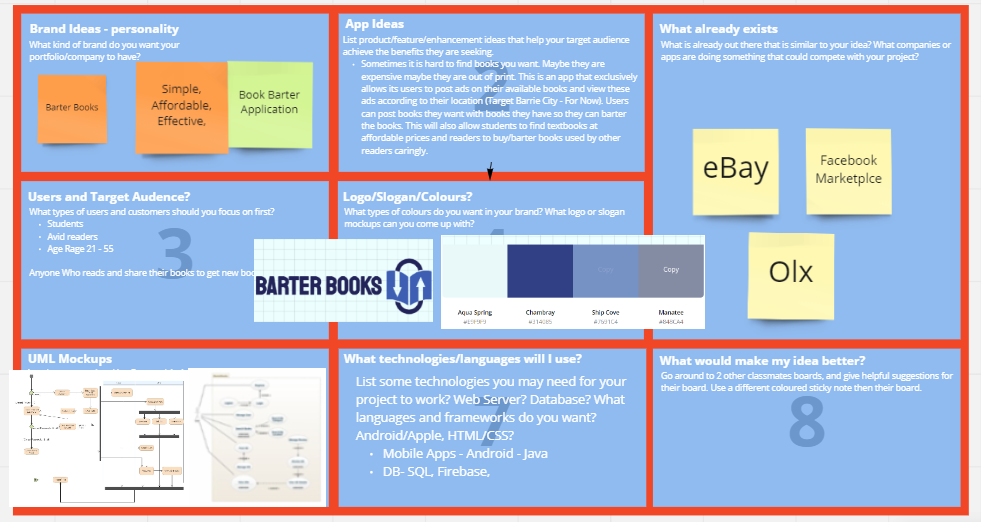 Brand Ideas - personality
What kind of brand do you want your
portfolio/company to have?
Barter Books
Simple,
Affordable,
Effective,
Book Barter
Application
App Ideas
List product/feature/enhancement ideas that help your target audience
achieve the benefits they are seeking.
2
• Sometimes it is hard to find books you want. Maybe they are
expensive maybe they are out of print. This is an app that exclusively
allows its users to post ads on their available books and view these
ads according to their location (Target Barrie City - For Now). Users
can post books they want with books they have so they can barter
the books. This will also allow students to find textbooks at
affordable prices and readers to buy/barter books used by other
readers caringly.
What already exists
What is already out there that is similar to your idea? What companies or
apps are doing something that could compete with your project?
eBay
Facebook
Marketplce
Olx
Users and Target Audience?
What types of users and customers should you focus on first?
• Students
• Avid readers
• Age Rage 21 - 55
3
Anyone Who reads and share their books to get new boo
Logo/Slogan/Colours?
What types of colours do you want in your brand? What logo or slogan
mockups can you come up with?
BARTER BOOKS
Copy
Copy
Aqua Spring
Chambray
Ship Cove
Manatee
UML Mockups
What technologies/languages will I use?
List some technologies you may need for your
project to work? Web Server? Database? What
languages and frameworks do you want?
Android/Apple, HTML/CSS?
7
• Mobile Apps - Android - Java
• DB- SQL, Firebase,
What would make my idea better?
Go around to 2 other classmates boards, and give helpful suggestions for
their board. Use a different coloured sticky note then their board.
8